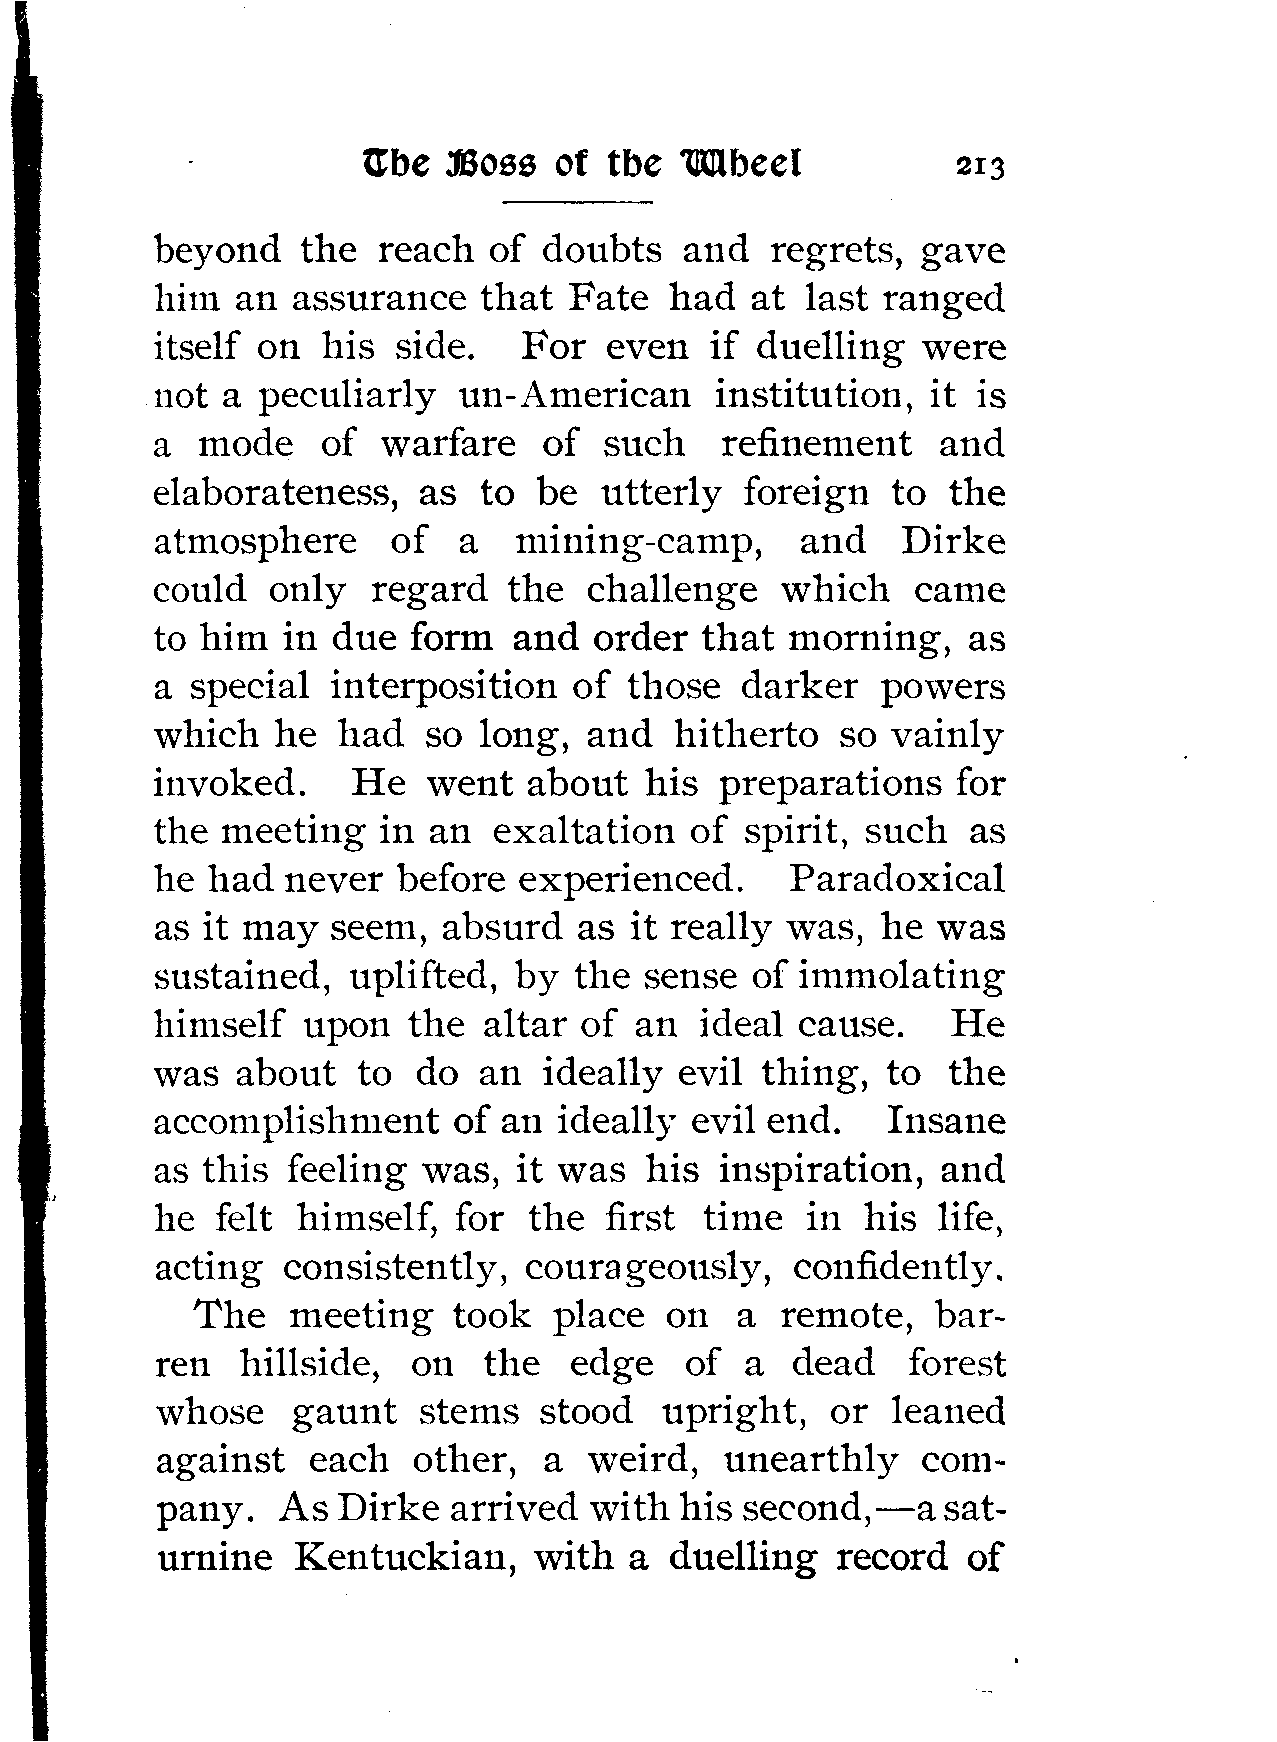 The Boss of the Wheel 213
beyond the reach of doubts and regrets, gave
him an assurance that Fate had at last ranged
itself on his side. For even if duelling were
not a peculiarly un-American institution, it is
a mode of warfare of such refinement and
elaborateness, as to be utterly foreign to the
atmosphere of a mining-camp, and Dirke
could only regard the challenge which came
to him in due form and order that morning, as
a special interposition of those darker powers
which he had so long, and hitherto so vainly
invoked. He went about his preparations for
the meeting in an exaltation of spirit, such as
he had never before experienced. Paradoxical
as it may seem, absurd as it really was, he was
sustained, uplifted, by the sense of immolating
himself upon the altar of an ideal cause. He
was about to do an ideally evil thing, to the
accomplishment of an ideally evil end. Insane
as this feeling was, it was his inspiration, and
he felt himself, for the first time in his life,
acting consistently, courageously, confidently.
The meeting took place on a remote, bar-
ren hillside, on the edge of a dead forest
whose gaunt stems stood upright, or leaned
against each other, a weird, unearthly com-
pany. As Dirke arrived with his second,—a sat-
urnine Kentuckian, with a duelling record of